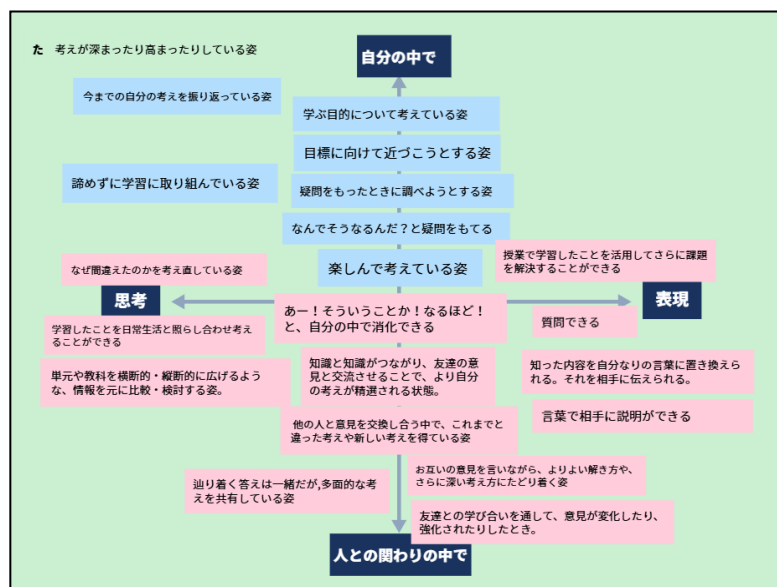 た 考えが深まったり高まったりしている姿
自分の中で
今までの自分の考えを振り返っている姿
学ぶ目的について考えている姿
目標に向けて近づこうとする姿
諦めずに学習に取り組んでいる姿
疑問をもったときに調べようとする姿
なんでそうなるんだ？と疑問をもてる
授業で学習したことを活用してさらに課題
を解決することができる
なぜ間違えたのかを考え直している姿
楽しんで考えている姿
思考
表現
あー！そういうことか！なるほど！
と、自分の中で消化できる
質問できる
学習したことを日常生活と照らし合わせ考え
ることができる
知識と知識がつながり、友達の意
見と交流させることで、より自分
の考えが精選される状態。
知った内容を自分なりの言葉に置き換えら
れる。それを相手に伝えられる。
単元や教科を横断的・縦断的に広げるよう
な、情報を元に比較・検討する姿。
言葉で相手に説明ができる
他の人と意見を交換し合う中で、これまでと
違った考えや新しい考えを得ている姿
お互いの意見を言いながら、よりよい解き方や、
さらに深い考え方にたどり着く姿
辿り着く答えは一緒だが,多面的な考
えを共有している姿
友達との学び合いを通して、意見が変化したり、
強化されたりしたとき。
人との関わりの中で